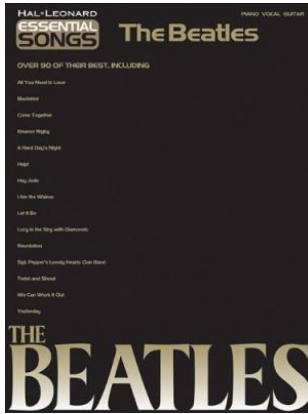 HAL•LEONARD
PIANO VOCAL GUITAR
ESSENTIAL
SONGS
The Beatles
OVER 90 OF THEIR BEST, INCLUDING
All You Need Is Love
Blackbird
Come Together
Eleanor Rigby
A Hard Day's Night
Help!
Hey Jude
I Am the Walrus
Let It Be
Lucy in the Sky with Diamonds
Revolution
Sgt. Pepper's Lonely Hearts Club Band
Twist and Shout
We Can Work It Out
Yesterday
THE
BEATLES